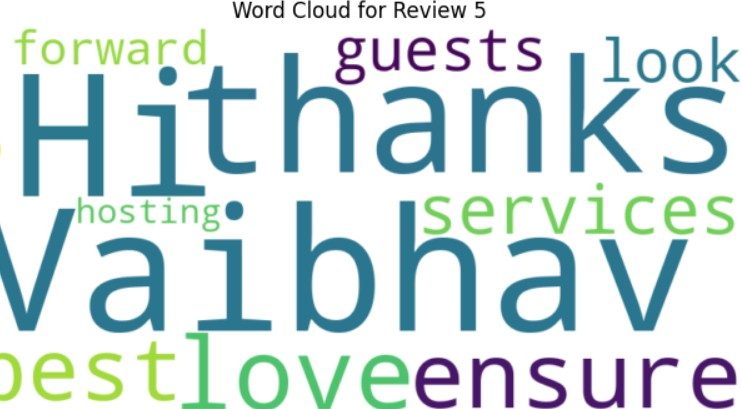 Word Cloud for Review 5
forward guests look
Hi thanks
hosting services
Vaibhav
best love ensure